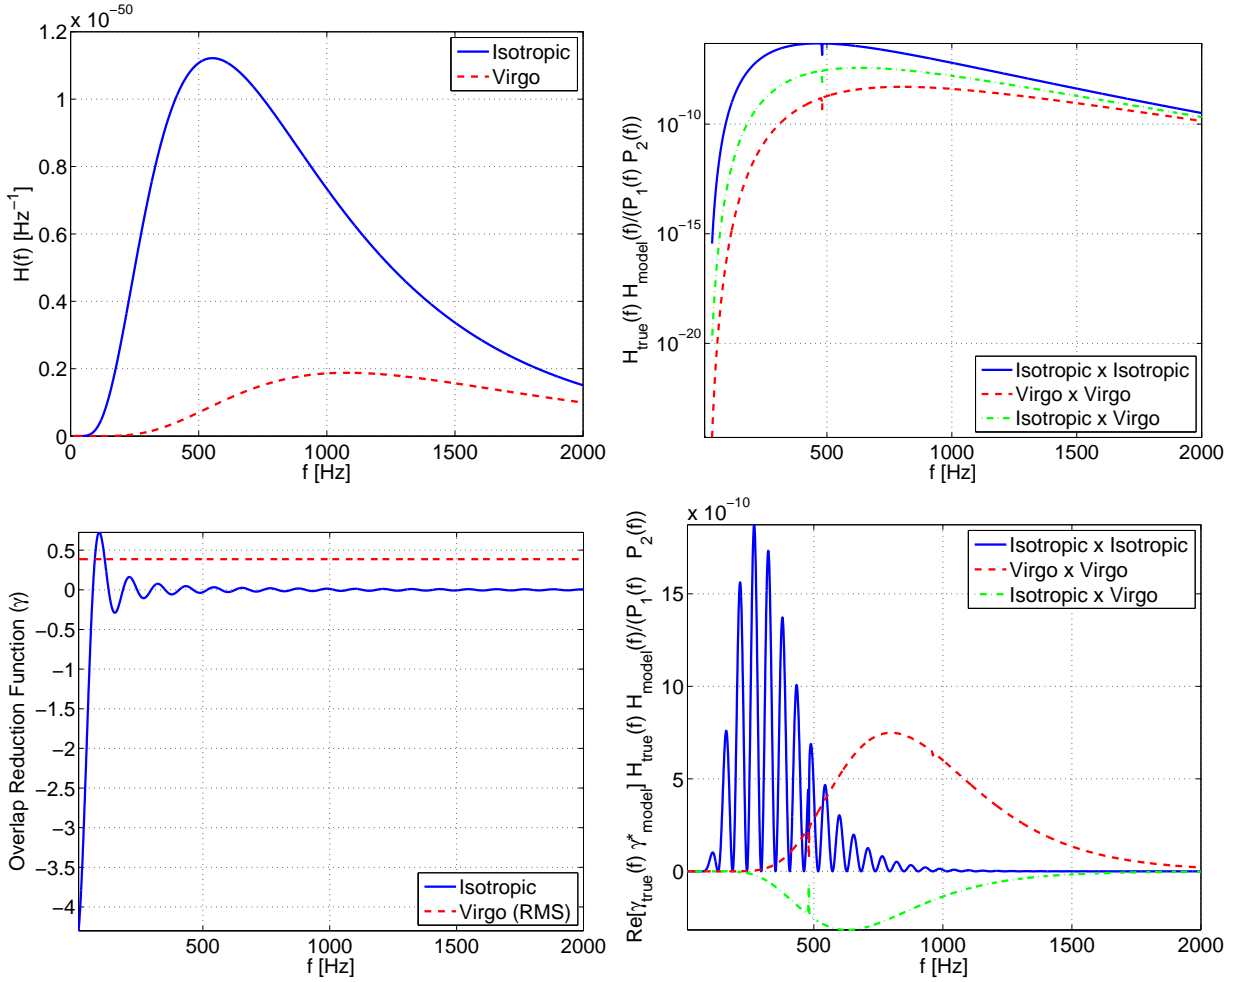 x 10^−50
1.2
1
0.8
0.6
0.4
0.2
0
H(f) [Hz^−1]
Isotropic
Virgo
0
500
1000
1500
2000
f [Hz]
10^−10
10^−15
10^−20
H_true(f) H_model(f)/(P_1(f) P_2(f))
Isotropic x Isotropic
Virgo x Virgo
Isotropic x Virgo
500
1000
1500
2000
f [Hz]
0.5
0
−0.5
−1
−1.5
−2
−2.5
−3
−3.5
−4
Overlap Reduction Function (γ)
Isotropic
Virgo (RMS)
500
1000
1500
2000
f [Hz]
x 10^−10
15
10
5
0
Re[γ_true(f) γ*_model] H_true(f) H_model(f)/(P_1(f) P_2(f))
Isotropic x Isotropic
Virgo x Virgo
Isotropic x Virgo
500
1000
1500
2000
f [Hz]